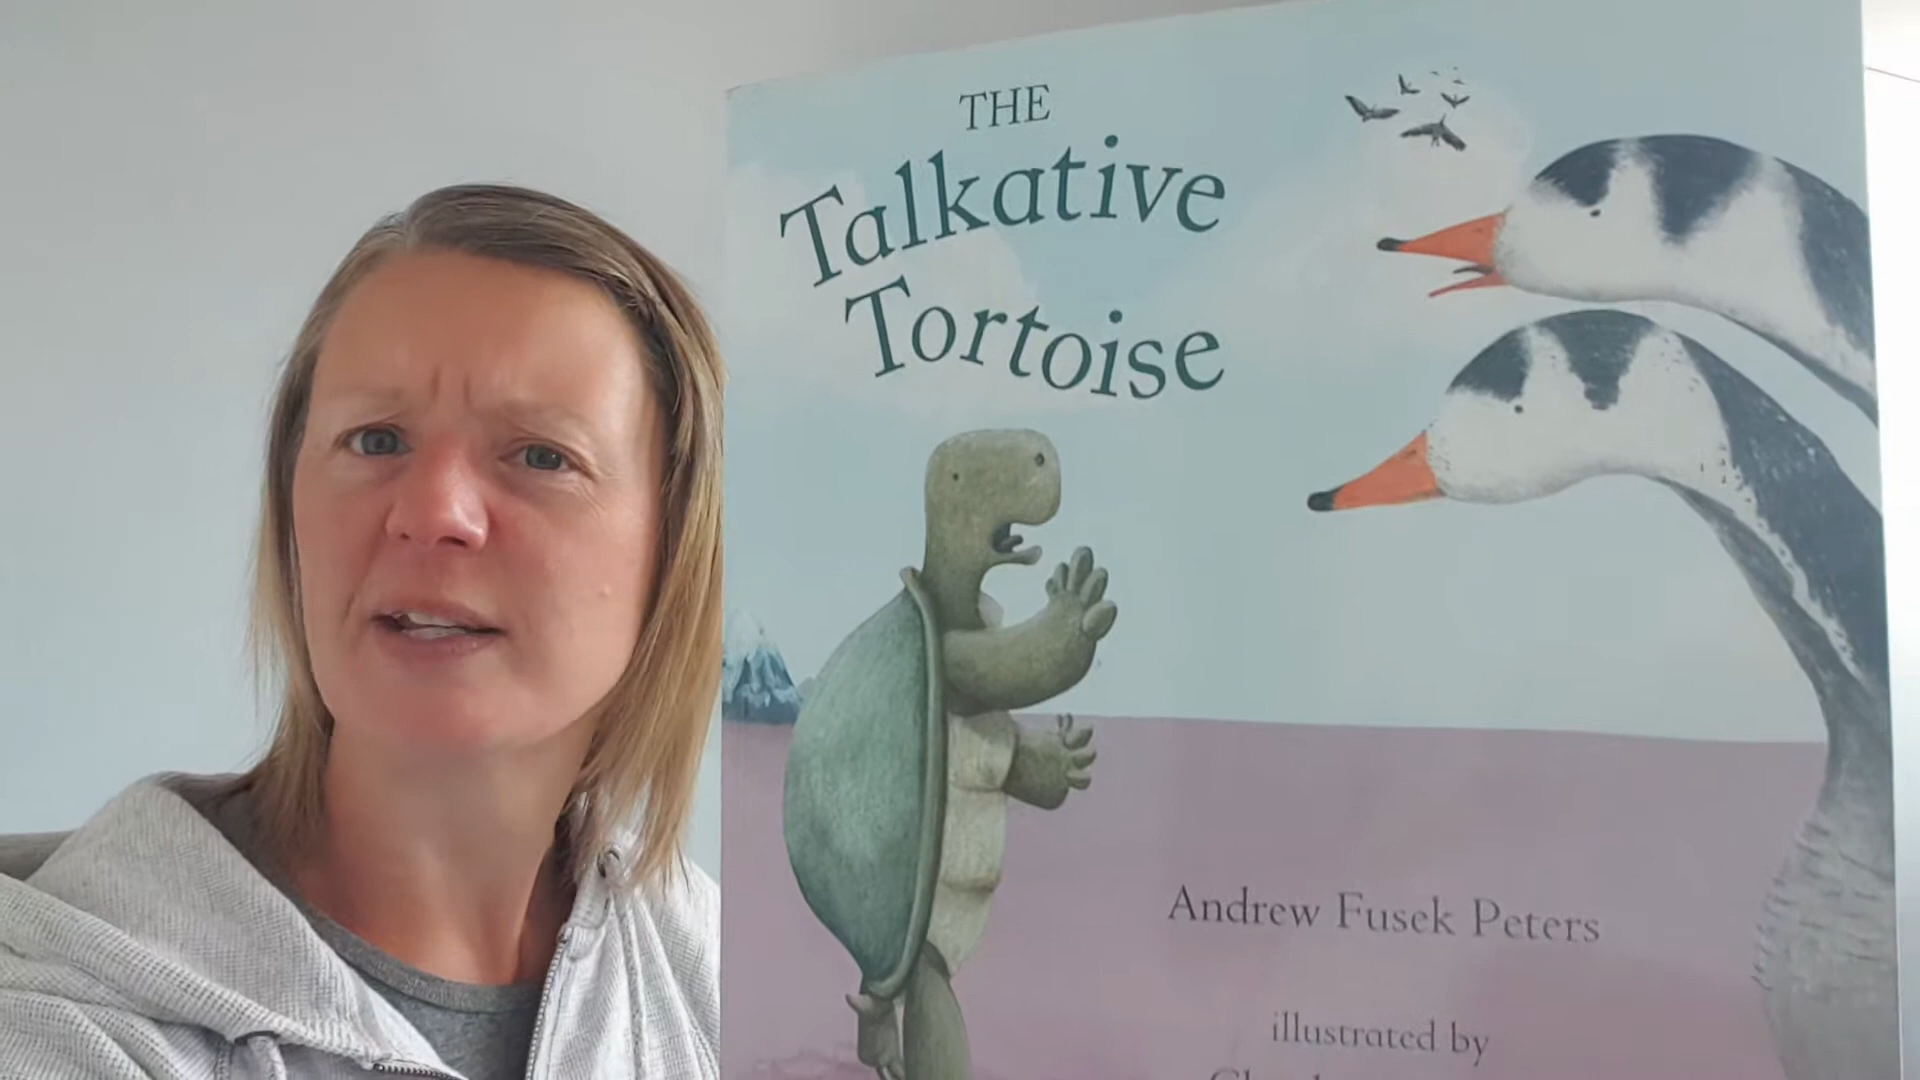 THE
Talkative
Tortoise
Andrew Fusek Peters
illustrated by